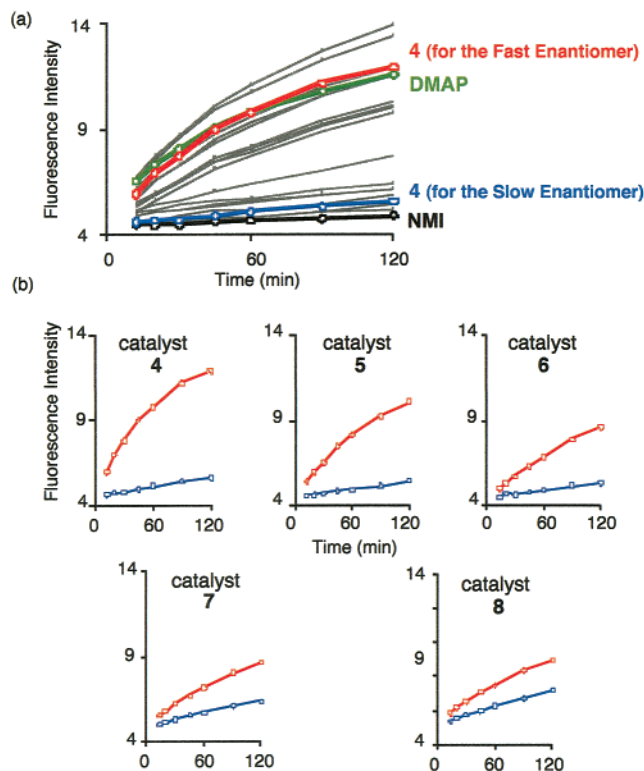 (a)
Fluorescence Intensity
14
9
4
0
60
120
Time (min)
4 (for the Fast Enantiomer)
DMAP
4 (for the Slow Enantiomer)
NMI
(b)
Fluorescence Intensity
14
9
4
0
60
120
catalyst
4
14
9
4
0
60
120
catalyst
5
Time (min)
14
9
4
0
60
120
catalyst
6
14
9
4
0
60
120
catalyst
7
14
9
4
0
60
120
catalyst
8